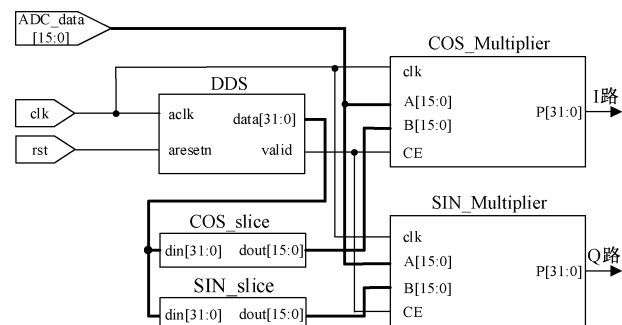 ADC_data
[15:0]
COS_Multiplier
clk
A[15:0]
B[15:0]
CE
P[31:0]
I路
DDS
clk
aclk
data[31:0]
rst
aresetn
valid
SIN_Multiplier
clk
A[15:0]
B[15:0]
CE
P[31:0]
Q路
COS_slice
din[31:0] dout[15:0]
SIN_slice
din[31:0] dout[15:0]